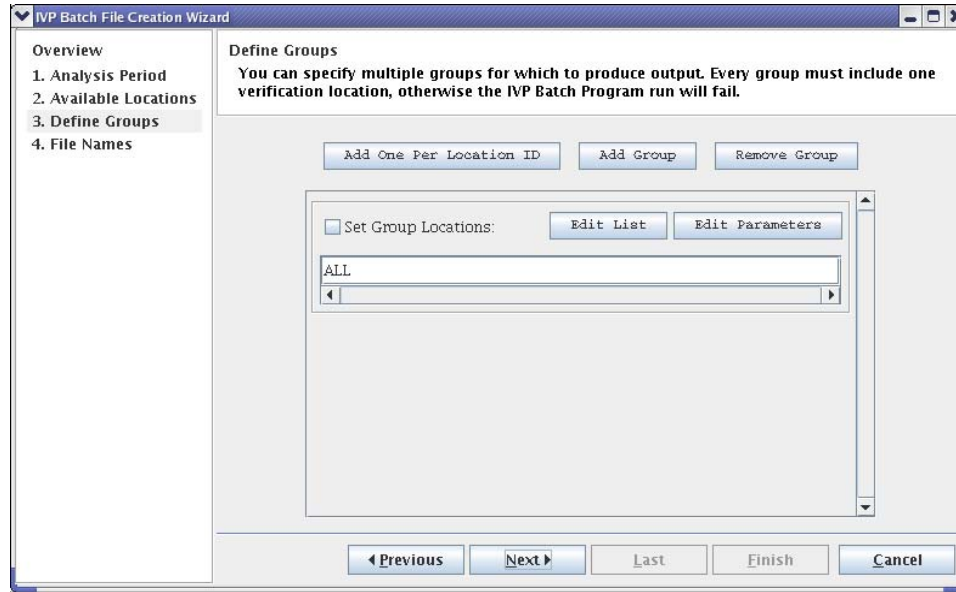 IVP Batch File Creation Wizard
Overview
1. Analysis Period
2. Available Locations
3. Define Groups
4. File Names
Define Groups
You can specify multiple groups for which to produce output. Every group must include one
verification location, otherwise the IVP Batch Program run will fail.
Add One Per Location ID
Add Group
Remove Group
Set Group Locations:
Edit List
Edit Parameters
ALL
Previous
Next
Last
Finish
Cancel